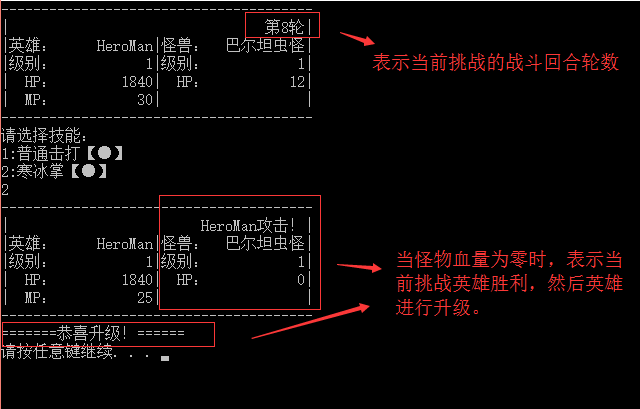 第8轮
表示当前挑战的战斗回合轮数
|英雄: HeroMan|怪兽: 巴尔坦虫怪|
|级别: 1|级别: 1|
| HP: 1840| HP: 12|
| MP: 30| |
请选择技能:
1:普通击打【●】
2:寒冰掌【●】
2
HeroMan攻击!
|英雄: HeroMan|怪兽: 巴尔坦虫怪|
|级别: 1|级别: 1|
| HP: 1840| HP: 0|
| MP: 25| |
当怪物血量为零时，表示当
前挑战英雄胜利，然后英雄
进行升级。
=======恭喜升级! ======
请按任意键继续. . .